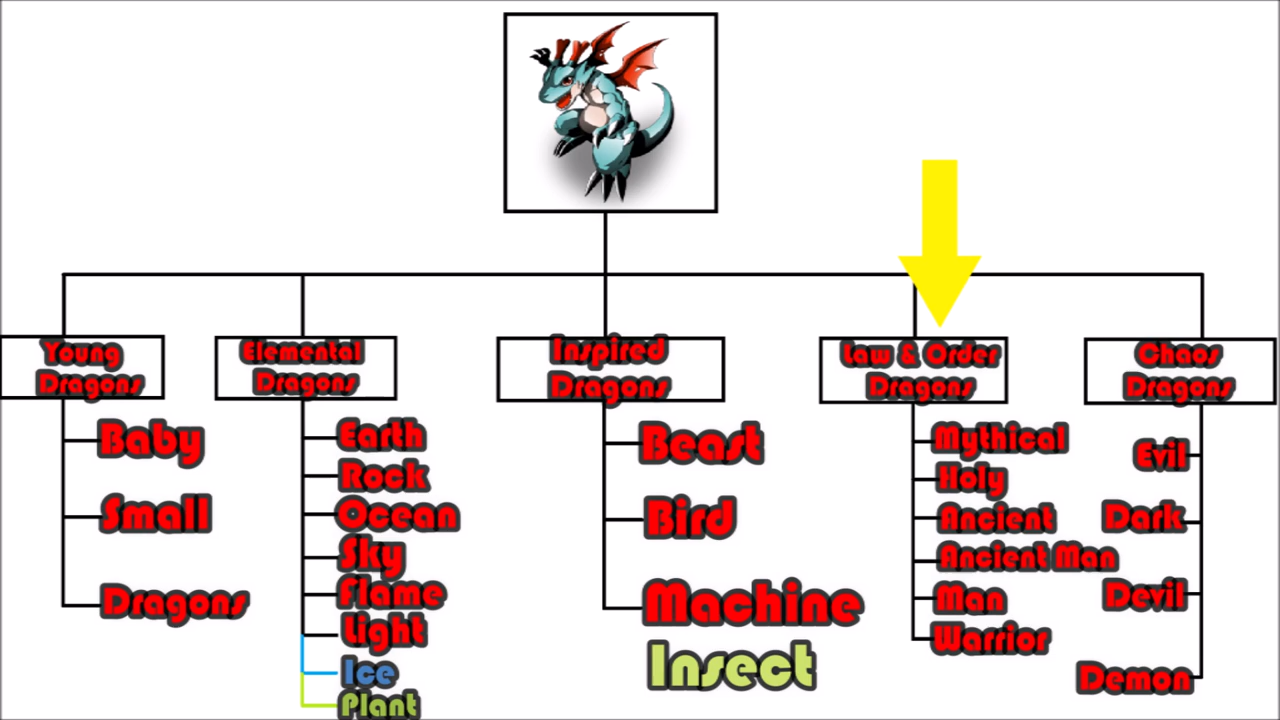 Young
Dragons
Baby
Small
Dragons
Elemental
Dragons
Earth
Rock
Ocean
Sky
Flame
Light
Ice
Plant
Inspired
Dragons
Beast
Bird
Machine
Insect
Law & Order
Dragons
Mythical
Holy
Ancient
Ancient Man
Man
Warrior
Chaos
Dragons
Evil
Dark
Devil
Demon